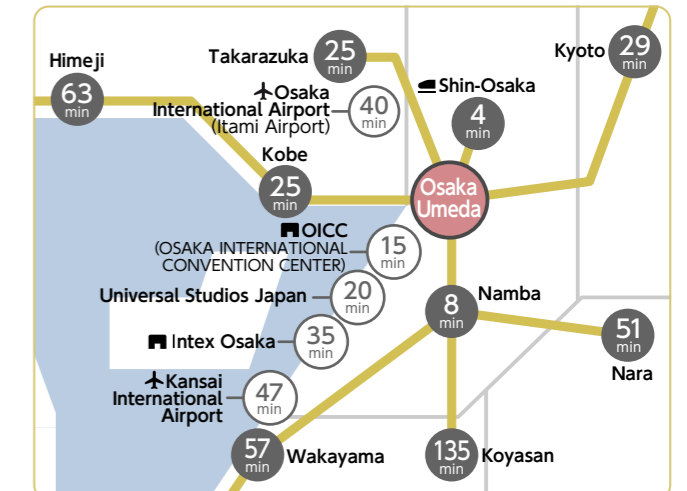 Himeji
63
min
Takarazuka
25
min
Kyoto
29
min
Osaka
International Airport
(Itami Airport)
40
min
Shin-Osaka
4
min
Kobe
25
min
Osaka
Umeda
OICC
(OSAKA INTERNATIONAL
CONVENTION CENTER)
15
min
Universal Studios Japan
20
min
Namba
8
min
Intex Osaka
35
min
51
min
Nara
Kansai
International
Airport
47
min
57
min
Wakayama
135
min
Koyasan